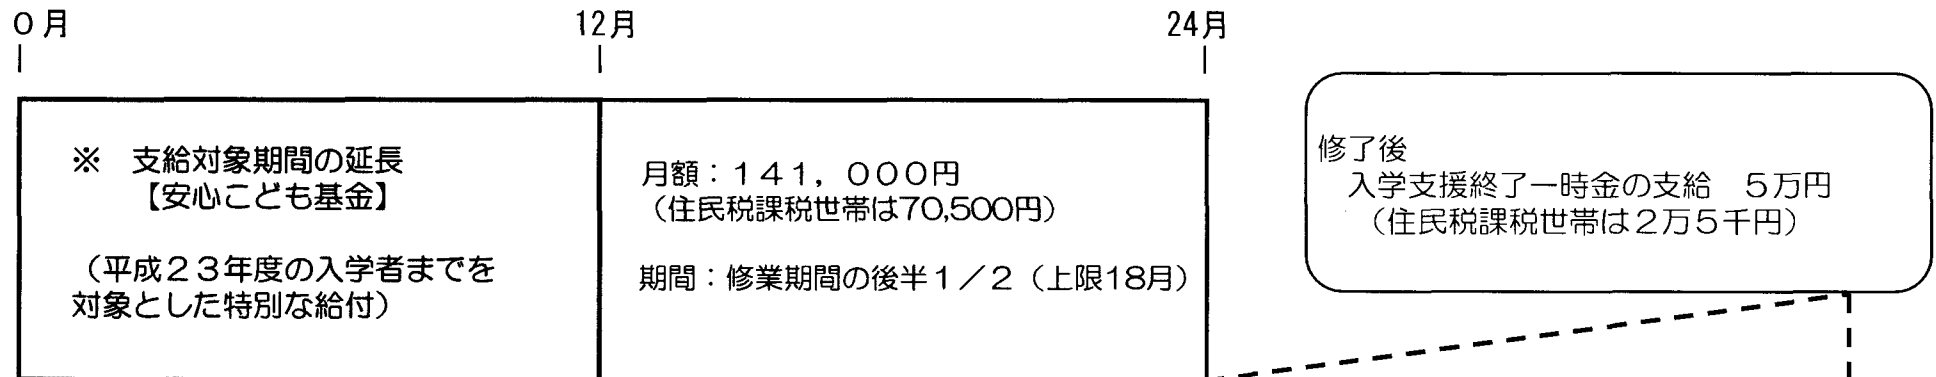 ０月
12月
24月
※　支給対象期間の延長
【安心こども基金】
（平成２３年度の入学者までを
対象とした特別な給付）
月額：１４１，０００円
（住民税課税世帯は70,500円）
期間：修業期間の後半１／２（上限18月）
修了後
入学支援終了一時金の支給　５万円
（住民税課税世帯は２万５千円）